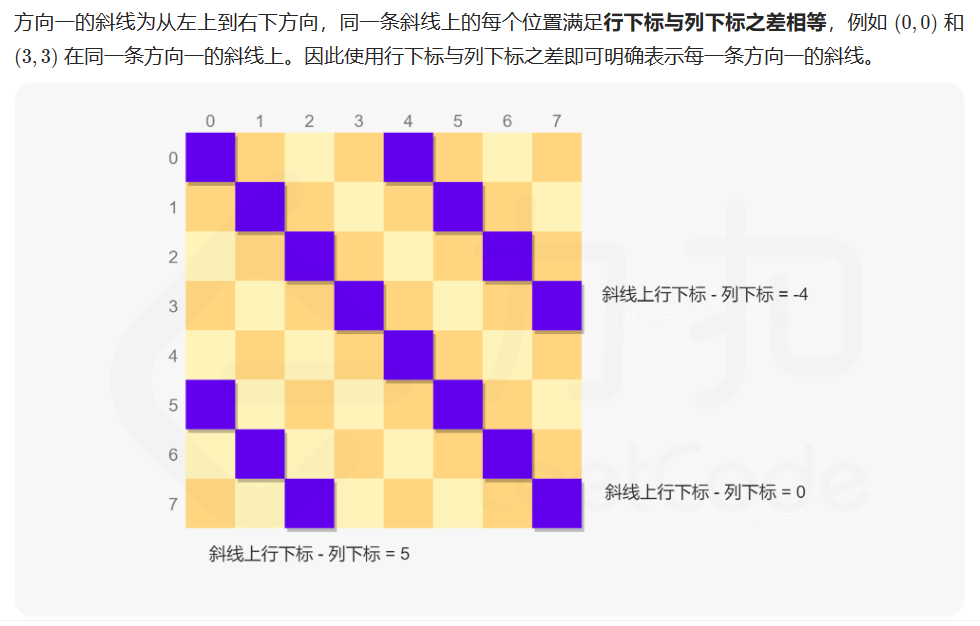 方向一的斜线为从左上到右下方向，同一条斜线上的每个位置满足行下标与列下标之差相等，例如 (0,0) 和
(3,3) 在同一条方向一的斜线上。因此使用行下标与列下标之差即可明确表示每一条方向一的斜线。
0 1 2 3 4 5 6 7
0
1
2
斜线上行下标 - 列下标 = -4
3
4
5
6
斜线上行下标 - 列下标 = 0
7
斜线上行下标 - 列下标 = 5
力扣
LeetCode